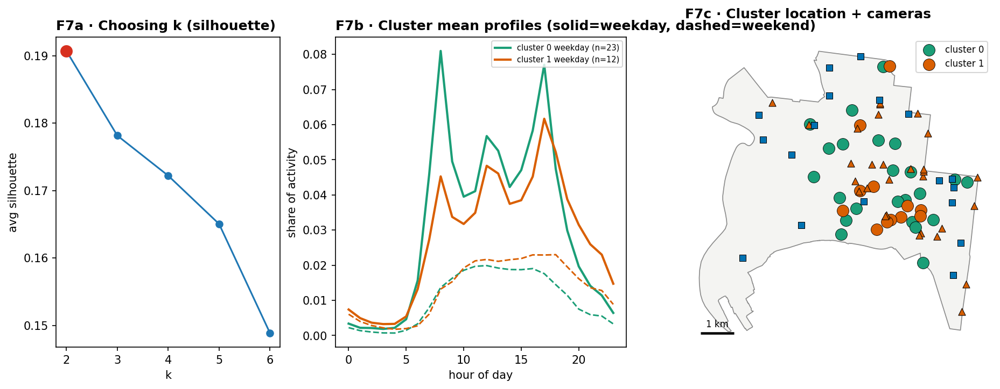 F7a · Choosing k (silhouette)
avg silhouette
0.19
0.18
0.17
0.16
0.15
2 3 4 5 6
k
F7b · Cluster mean profiles (solid=weekday, dashed=weekend)
cluster 0 weekday (n=23)
cluster 1 weekday (n=12)
share of activity
0.08
0.07
0.06
0.05
0.04
0.03
0.02
0.01
0.00
0 5 10 15 20
hour of day
F7c · Cluster location + cameras
cluster 0
cluster 1
1 km